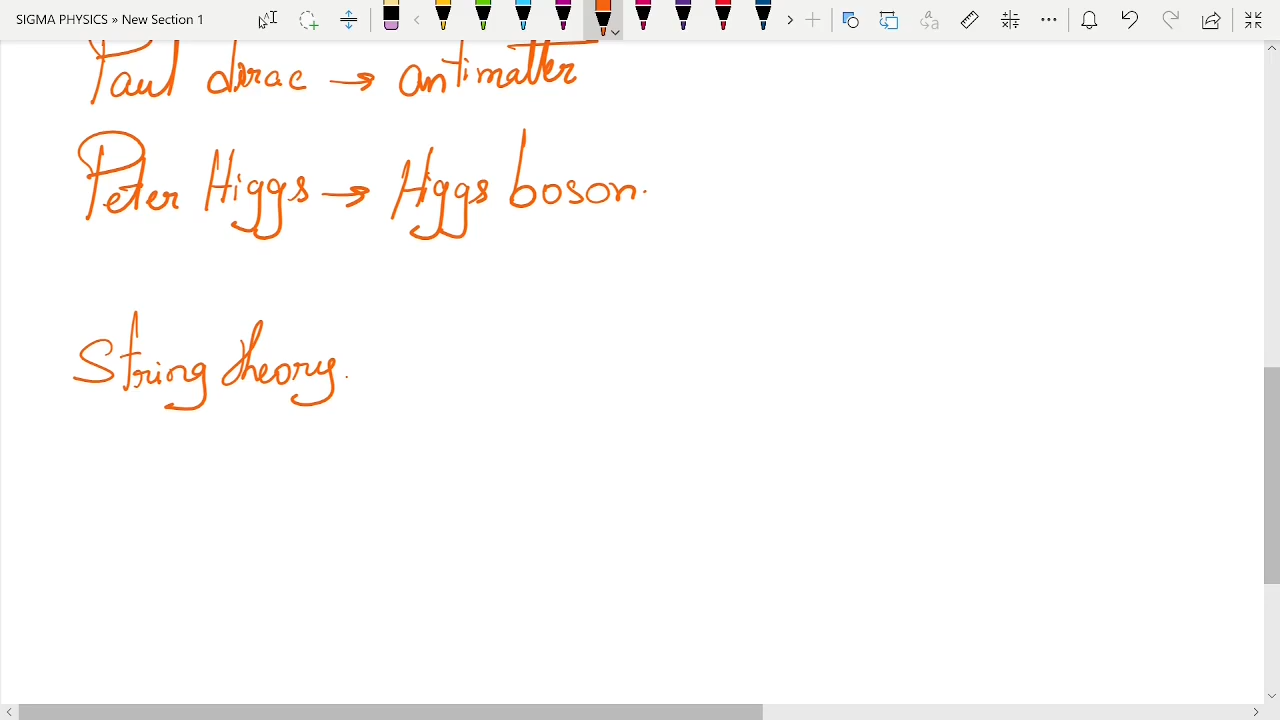 SIGMA PHYSICS » New Section 1
Paul dirac → antimatter
Peter Higgs → Higgs boson.
String theory.